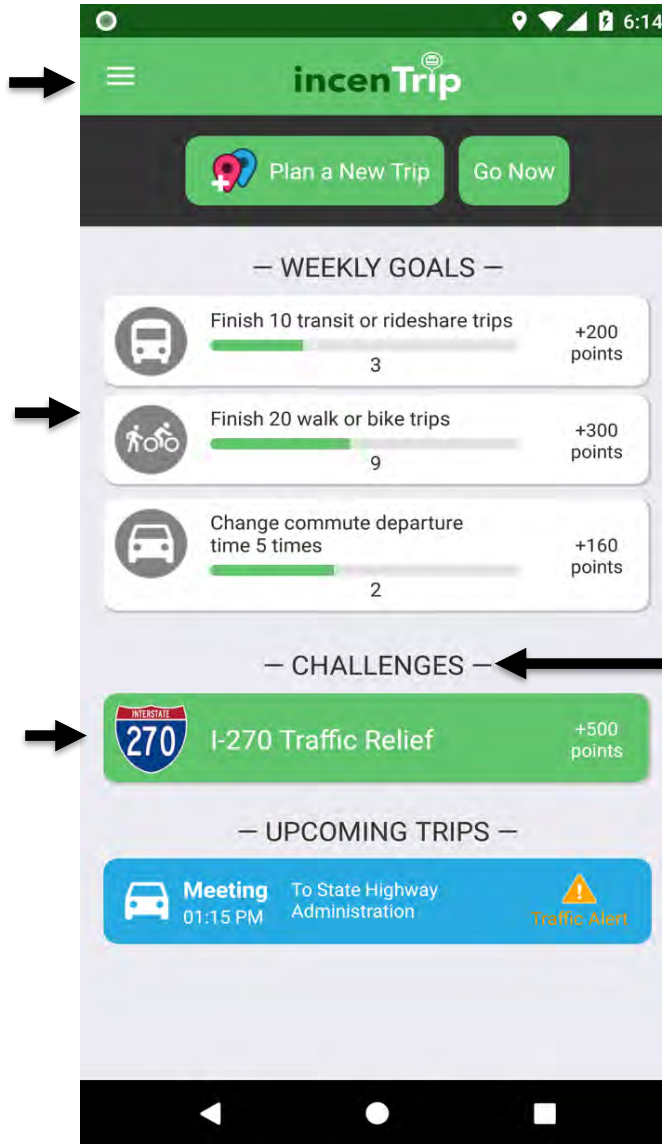 6:14
incenTrip
Plan a New Trip
Go Now
— WEEKLY GOALS —
Finish 10 transit or rideshare trips
+200
points
3
Finish 20 walk or bike trips
+300
points
9
Change commute departure
time 5 times
+160
points
2
— CHALLENGES —
INTERSTATE
270
I-270 Traffic Relief
+500
points
— UPCOMING TRIPS —
Meeting
01:15 PM
To State Highway
Administration
Traffic Alert